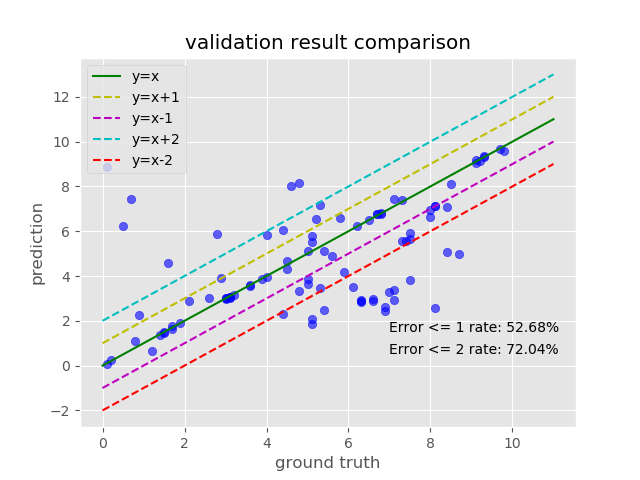 validation result comparison
y=x
y=x+1
y=x-1
y=x+2
y=x-2
12
10
8
6
4
2
0
−2
prediction
Error <= 1 rate: 52.68%
Error <= 2 rate: 72.04%
0 2 4 6 8 10
ground truth